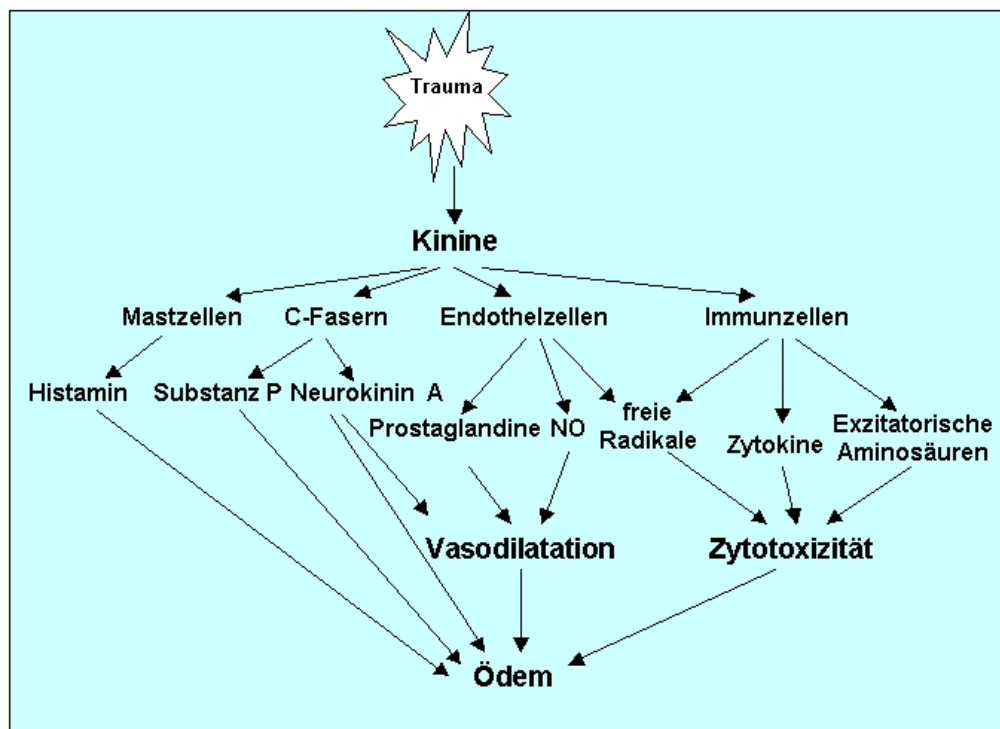 Trauma
Kinine
Mastzellen C-Fasern Endothelzellen Immunzellen
Histamin Substanz P Neurokinin A
Prostaglandine NO
freie
Radikale
Zytokine
Exzitatorische
Aminosäuren
Vasodilatation Zytotoxizität
Ödem